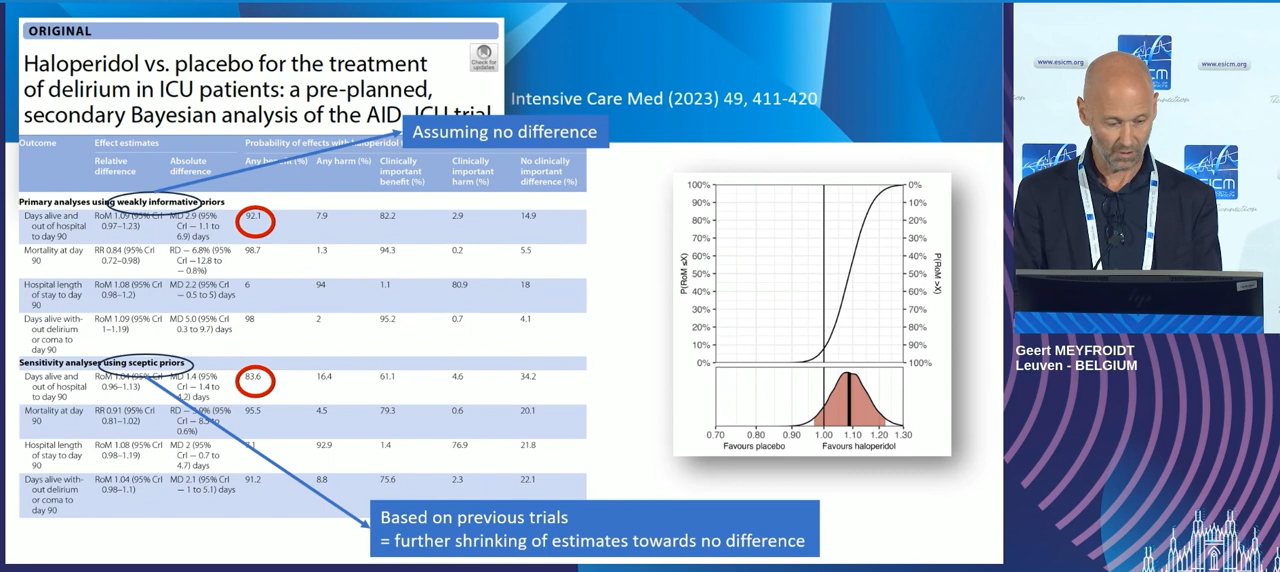 ORIGINAL
Check for
updates
Haloperidol vs. placebo for the treatment
of delirium in ICU patients: a pre-planned,
secondary Bayesian analysis of the AID-ICU trial
Intensive Care Med (2023) 49, 411-420
Assuming no difference
Outcome Effect estimates Probability of effects with haloperidol
Relative difference Absolute difference Any benefit (%) Any harm (%) Clinically important benefit (%) Clinically important harm (%) No clinically important difference (%)
Primary analyses using weakly informative priors
Days alive and RoM 1.09 (95% CrI MD 2.9 (95% 92.1 7.9 82.2 2.9 14.9
out of hospital 0.97–1.23) CrI − 1.1 to
to day 90 6.9) days
Mortality at day RR 0.84 (95% CrI RD − 6.8% (95% 98.7 1.3 94.3 0.2 5.5
90 0.72–0.98) CrI −12.8 to
− 0.8%)
Hospital length RoM 1.08 (95% CrI MD 2.2 (95% CrI 6 94 1.1 80.9 18
of stay to day 0.98–1.2) − 0.5 to 5) days
90
Days alive with- RoM 1.09 (95% CrI MD 5.0 (95% CrI 98 2 95.2 0.7 4.1
out delirium 1–1.19) 0.3 to 9.7) days
or coma to
day 90
Sensitivity analyses using sceptic priors
Days alive and RoM 1.04 (95% CrI MD 1.4 (95% 83.6 16.4 61.1 4.6 34.2
out of hospital 0.96–1.13) CrI − 1.4 to
to day 90 4.2) days
Mortality at day RR 0.91 (95% CrI RD − 3.9% (95% 95.5 4.5 79.3 0.6 20.1
90 0.81–1.02) CrI − 8.5 to
0.6%)
Hospital length RoM 1.08 (95% CrI MD 2 (95% 7.1 92.9 1.4 76.9 21.8
of stay to day 0.98–1.19) CrI − 0.7 to
90 4.7) days
Days alive with- RoM 1.04 (95% CrI MD 2.1 (95% CrI 91.2 8.8 75.6 2.3 22.1
out delirium 0.98–1.1) − 1 to 5.1) days
or coma to
day 90
Based on previous trials
= further shrinking of estimates towards no difference
P(RoM ≤X)
100%
90%
80%
70%
60%
50%
40%
30%
20%
10%
0%
0%
10%
20%
30%
40%
50%
60%
70%
80%
90%
100%
P(RoM >X)
0.70 0.80 0.90 1.00 1.10 1.20 1.30
Favours placebo Favours haloperidol
www.esicm.org
www.esicm.org
ESICM
Geert MEYFROIDT
Leuven - BELGIUM